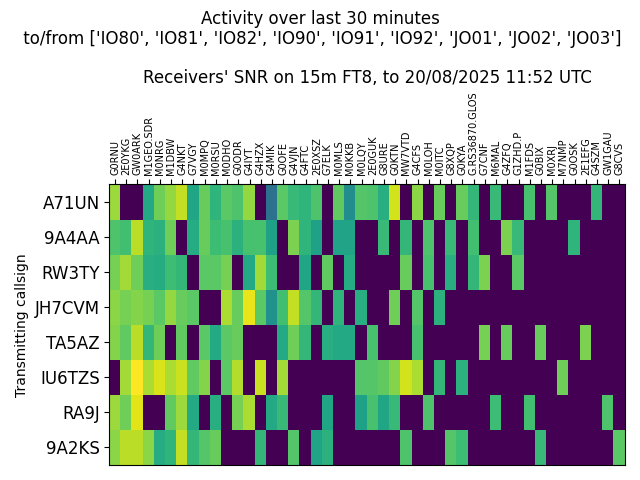 Activity over last 30 minutes
to/from ['IO80', 'IO81', 'IO82', 'IO90', 'IO91', 'IO92', 'JO01', 'JO02', 'JO03']
Receivers' SNR on 15m FT8, to 20/08/2025 11:52 UTC
G0RNU 2E0YKG GW0ARK M1GEO.SDR M0NRG M1DBW G4NKT G7VGY M0MPQ M0RSU M0DHO G0ODR G4IYT G4HZX G4MIK G0OFE G4VJN G4FTC 2E0XSZ G7ELK M0MLS M0KKB M0LQY 2E0GUK G8URE G0KTN MW7VTD G4CFS M0LOH M0ITC G8XQP G0KYA G.RS36870.GLOS G7CNF M6MAL G4ZFQ G1ZHD.P M1FDS G0BIX M0XRJ M7NMP G0OSK 2E1EFG G4SZM GW1GAU G8CVS
Transmitting callsign
A71UN
9A4AA
RW3TY
JH7CVM
TA5AZ
IU6TZS
RA9J
9A2KS